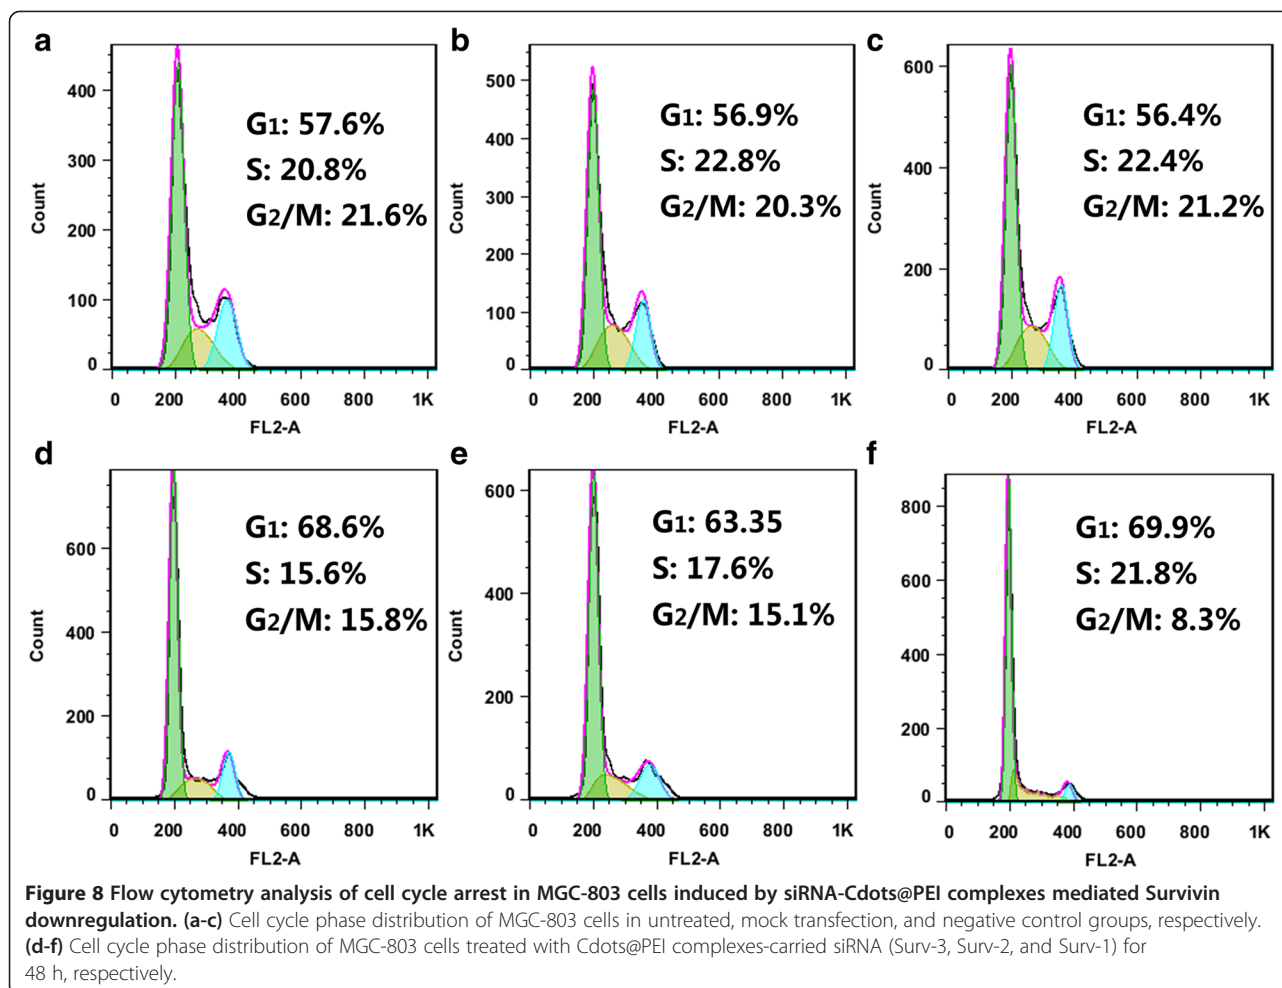 a
b
c
400
300
200
100
0
Count
G1: 57.6%
S: 20.8%
G2/M: 21.6%
0 200 400 600 800 1K
FL2-A
500
400
300
200
100
0
Count
G1: 56.9%
S: 22.8%
G2/M: 20.3%
0 200 400 600 800 1K
FL2-A
600
400
200
0
Count
G1: 56.4%
S: 22.4%
G2/M: 21.2%
0 200 400 600 800 1K
FL2-A
d
e
f
600
400
200
0
Count
G1: 68.6%
S: 15.6%
G2/M: 15.8%
0 200 400 600 800 1K
FL2-A
600
400
200
0
Count
G1: 63.35
S: 17.6%
G2/M: 15.1%
0 200 400 600 800 1K
FL2-A
800
600
400
200
0
G1: 69.9%
S: 21.8%
G2/M: 8.3%
0 200 400 600 800 1K
FL2-A
Figure 8 Flow cytometry analysis of cell cycle arrest in MGC-803 cells induced by siRNA-Cdots@PEI complexes mediated Survivin
downregulation. (a-c) Cell cycle phase distribution of MGC-803 cells in untreated, mock transfection, and negative control groups, respectively.
(d-f) Cell cycle phase distribution of MGC-803 cells treated with Cdots@PEI complexes-carried siRNA (Surv-3, Surv-2, and Surv-1) for
48 h, respectively.